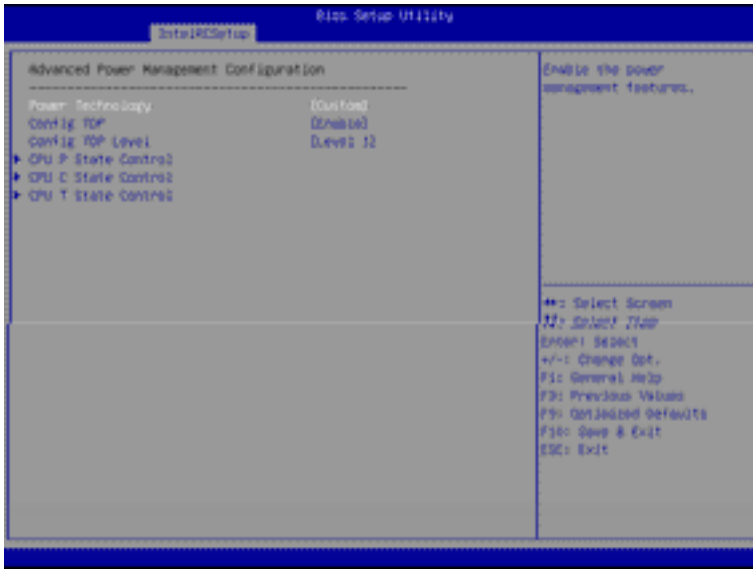 Bios Setup Utility
IntelRCSetup
Advanced Power Management Configuration
Power Technology [Custom]
Config TDP [Enable]
Config TDP Level [Level 1]
CPU P State Control
CPU C State Control
CPU T State Control
Enable the power
management features.
↔: Select Screen
↑↓: Select Item
Enter: Select
+/-: Change Opt.
F1: General Help
F3: Previous Values
F9: Optimized Defaults
F10: Save & Exit
ESC: Exit